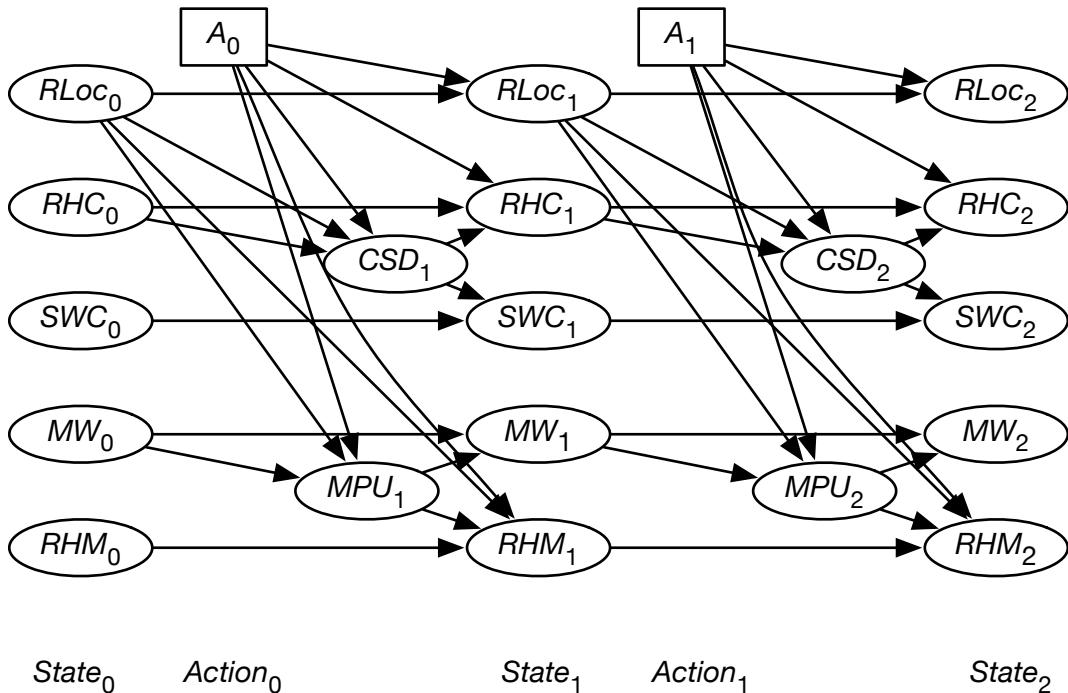 A₀ A₁
RLoc₀ RLoc₁ RLoc₂
RHC₀ RHC₁ RHC₂
CSD₁ CSD₂
SWC₀ SWC₁ SWC₂
MW₀ MW₁ MW₂
MPU₁ MPU₂
RHM₀ RHM₁ RHM₂
State₀ Action₀ State₁ Action₁ State₂